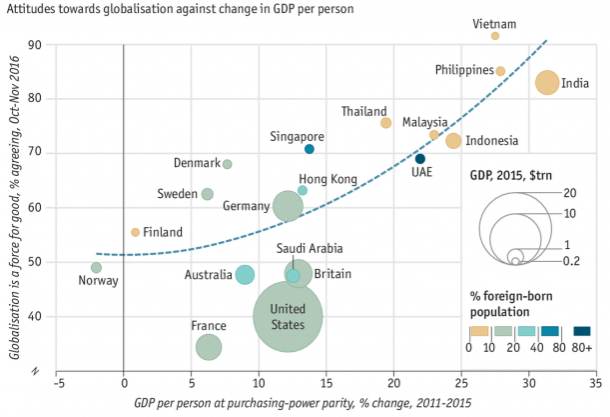 Attitudes towards globalisation against change in GDP per person
Vietnam
90
Philippines
India
80
Thailand
Malaysia
Singapore
Indonesia
70
Denmark
UAE
Hong Kong
Sweden
Germany
60
Finland
Saudi Arabia
50
Norway
Australia
Britain
United
States
40
France
Globalisation is a force for good, % agreeing, Oct-Nov 2016
GDP, 2015, $trn
20
10
1
0.2
% foreign-born
population
0 10 20 40 80 80+
-5 0 5 10 15 20 25 30 35
GDP per person at purchasing-power parity, % change, 2011-2015